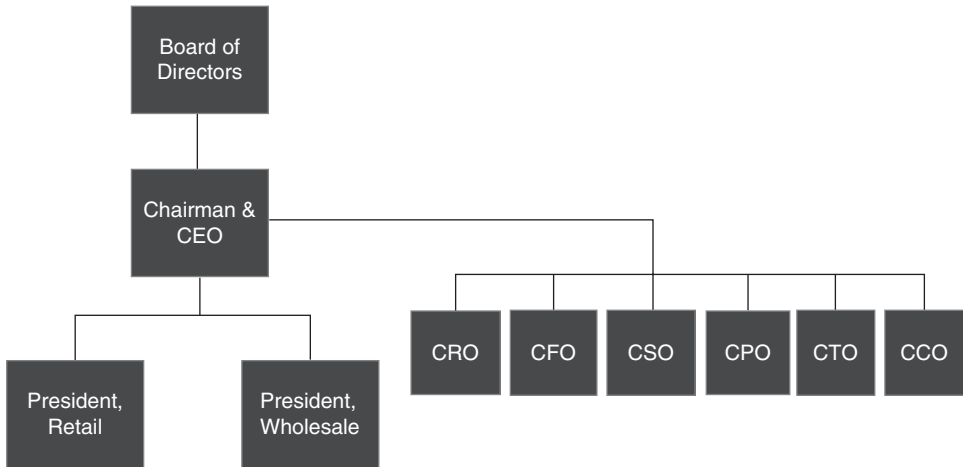 Board of
Directors
Chairman &
CEO
CRO
CFO
CSO
CPO
CTO
CCO
President,
Retail
President,
Wholesale